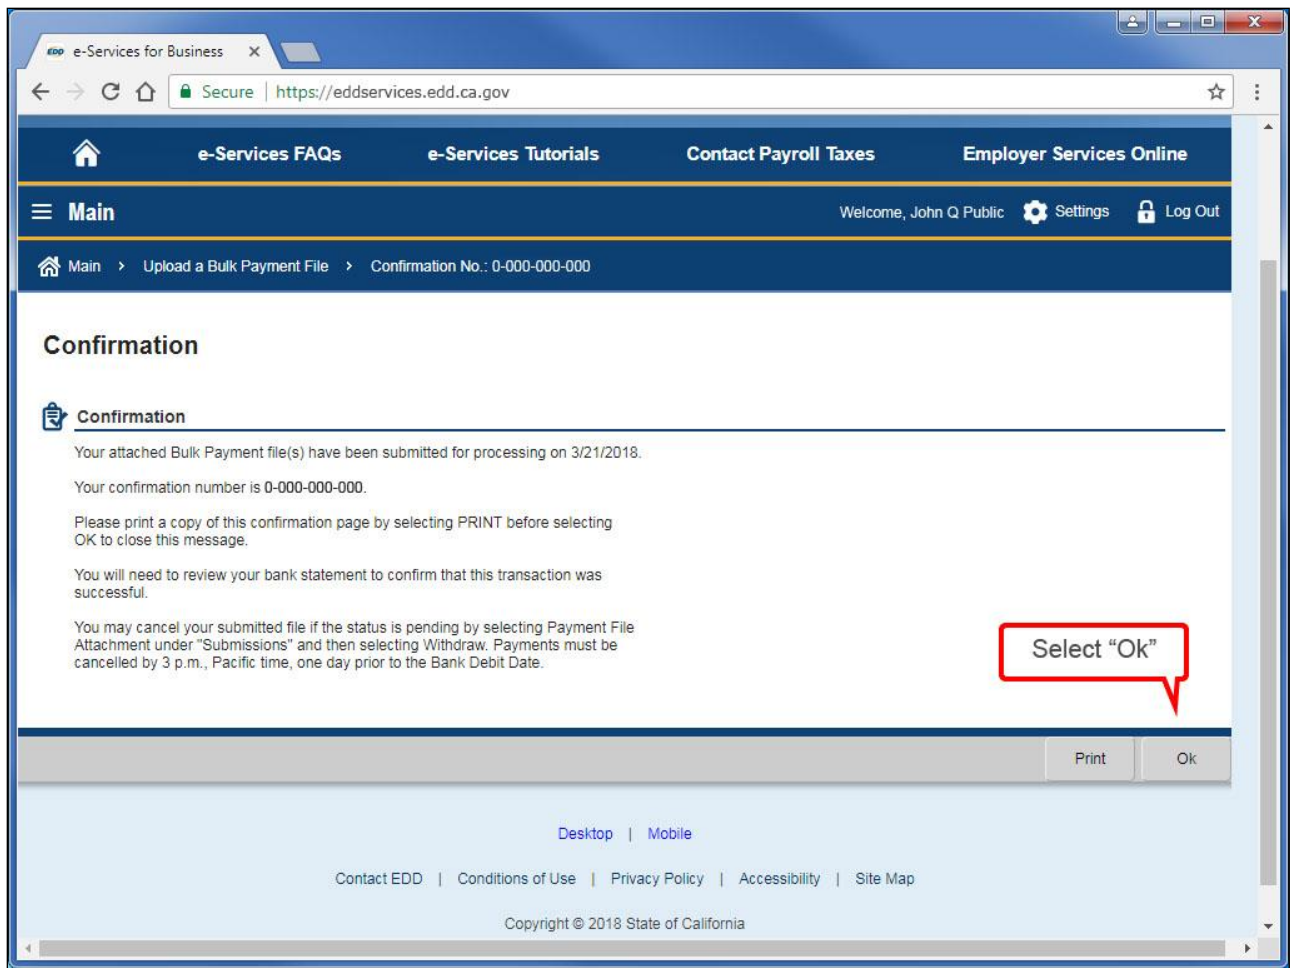 EDD e-Services for Business
Secure | https://eddservices.edd.ca.gov
e-Services FAQs e-Services Tutorials Contact Payroll Taxes Employer Services Online
Main Welcome, John Q Public Settings Log Out
Main > Upload a Bulk Payment File > Confirmation No.: 0-000-000-000
Confirmation
Confirmation
Your attached Bulk Payment file(s) have been submitted for processing on 3/21/2018.
Your confirmation number is 0-000-000-000.
Please print a copy of this confirmation page by selecting PRINT before selecting
OK to close this message.
You will need to review your bank statement to confirm that this transaction was
successful.
You may cancel your submitted file if the status is pending by selecting Payment File
Attachment under "Submissions" and then selecting Withdraw. Payments must be
cancelled by 3 p.m., Pacific time, one day prior to the Bank Debit Date.
Select “Ok”
Print Ok
Desktop | Mobile
Contact EDD | Conditions of Use | Privacy Policy | Accessibility | Site Map
Copyright © 2018 State of California